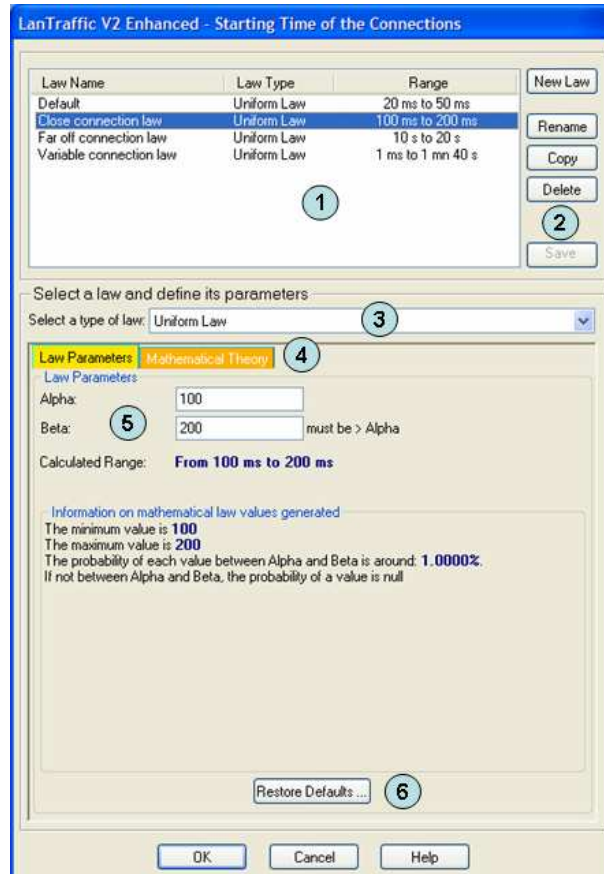 LanTraffic V2 Enhanced - Starting Time of the Connections
Law Name Law Type Range
Default Uniform Law 20 ms to 50 ms
Close connection law Uniform Law 100 ms to 200 ms
Far off connection law Uniform Law 10 s to 20 s
Variable connection law Uniform Law 1 ms to 1 mn 40 s
1
New Law
Rename
Copy
Delete
2
Save
Select a law and define its parameters
Select a type of law: Uniform Law 3
Law Parameters Mathematical Theory 4
Law Parameters
Alpha: 100
Beta: 5 200 must be > Alpha
Calculated Range: From 100 ms to 200 ms
Information on mathematical law values generated
The minimum value is 100
The maximum value is 200
The probability of each value between Alpha and Beta is around: 1.0000%.
If not between Alpha and Beta, the probability of a value is null
Restore Defaults ... 6
OK Cancel Help